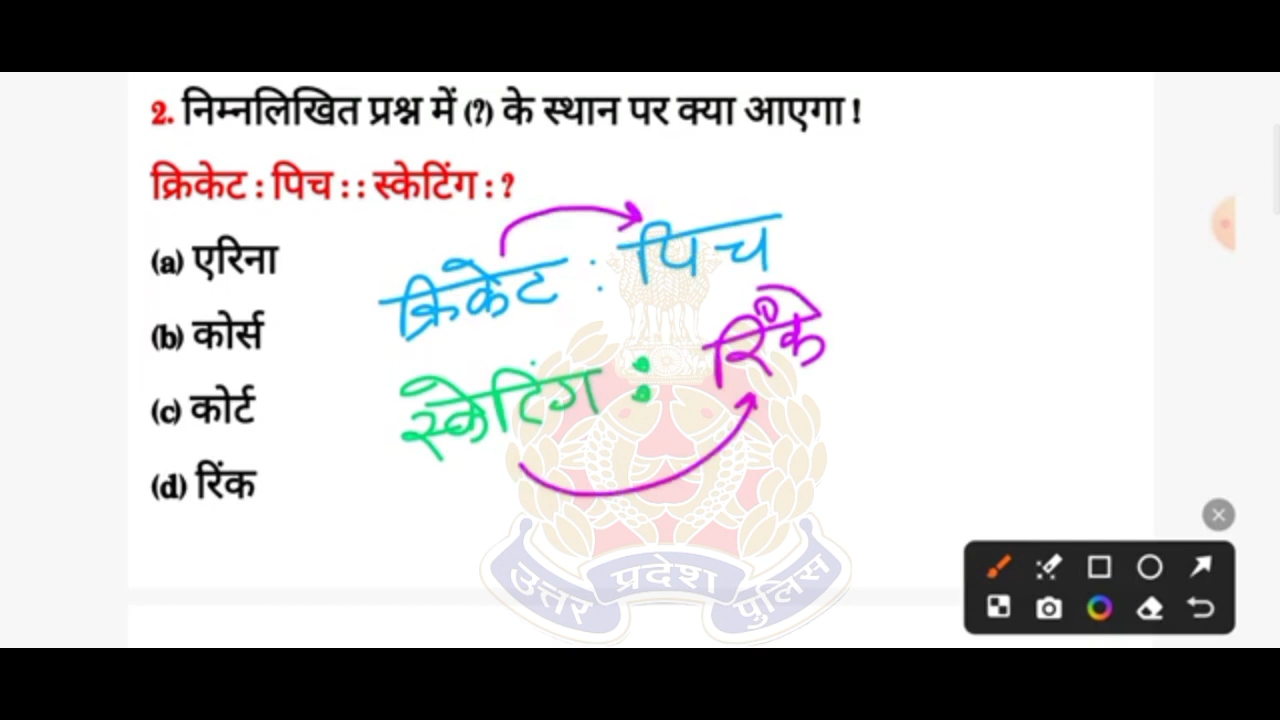 2. निम्नलिखित प्रश्न में (?) के स्थान पर क्या आएगा !
क्रिकेट : पिच : : स्केटिंग : ?
(a) एरिना
(b) कोर्स
(c) कोर्ट
(d) रिंक
क्रिकेट : पिच
स्केटिंग : रिंक
उत्तर प्रदेश पुलिस